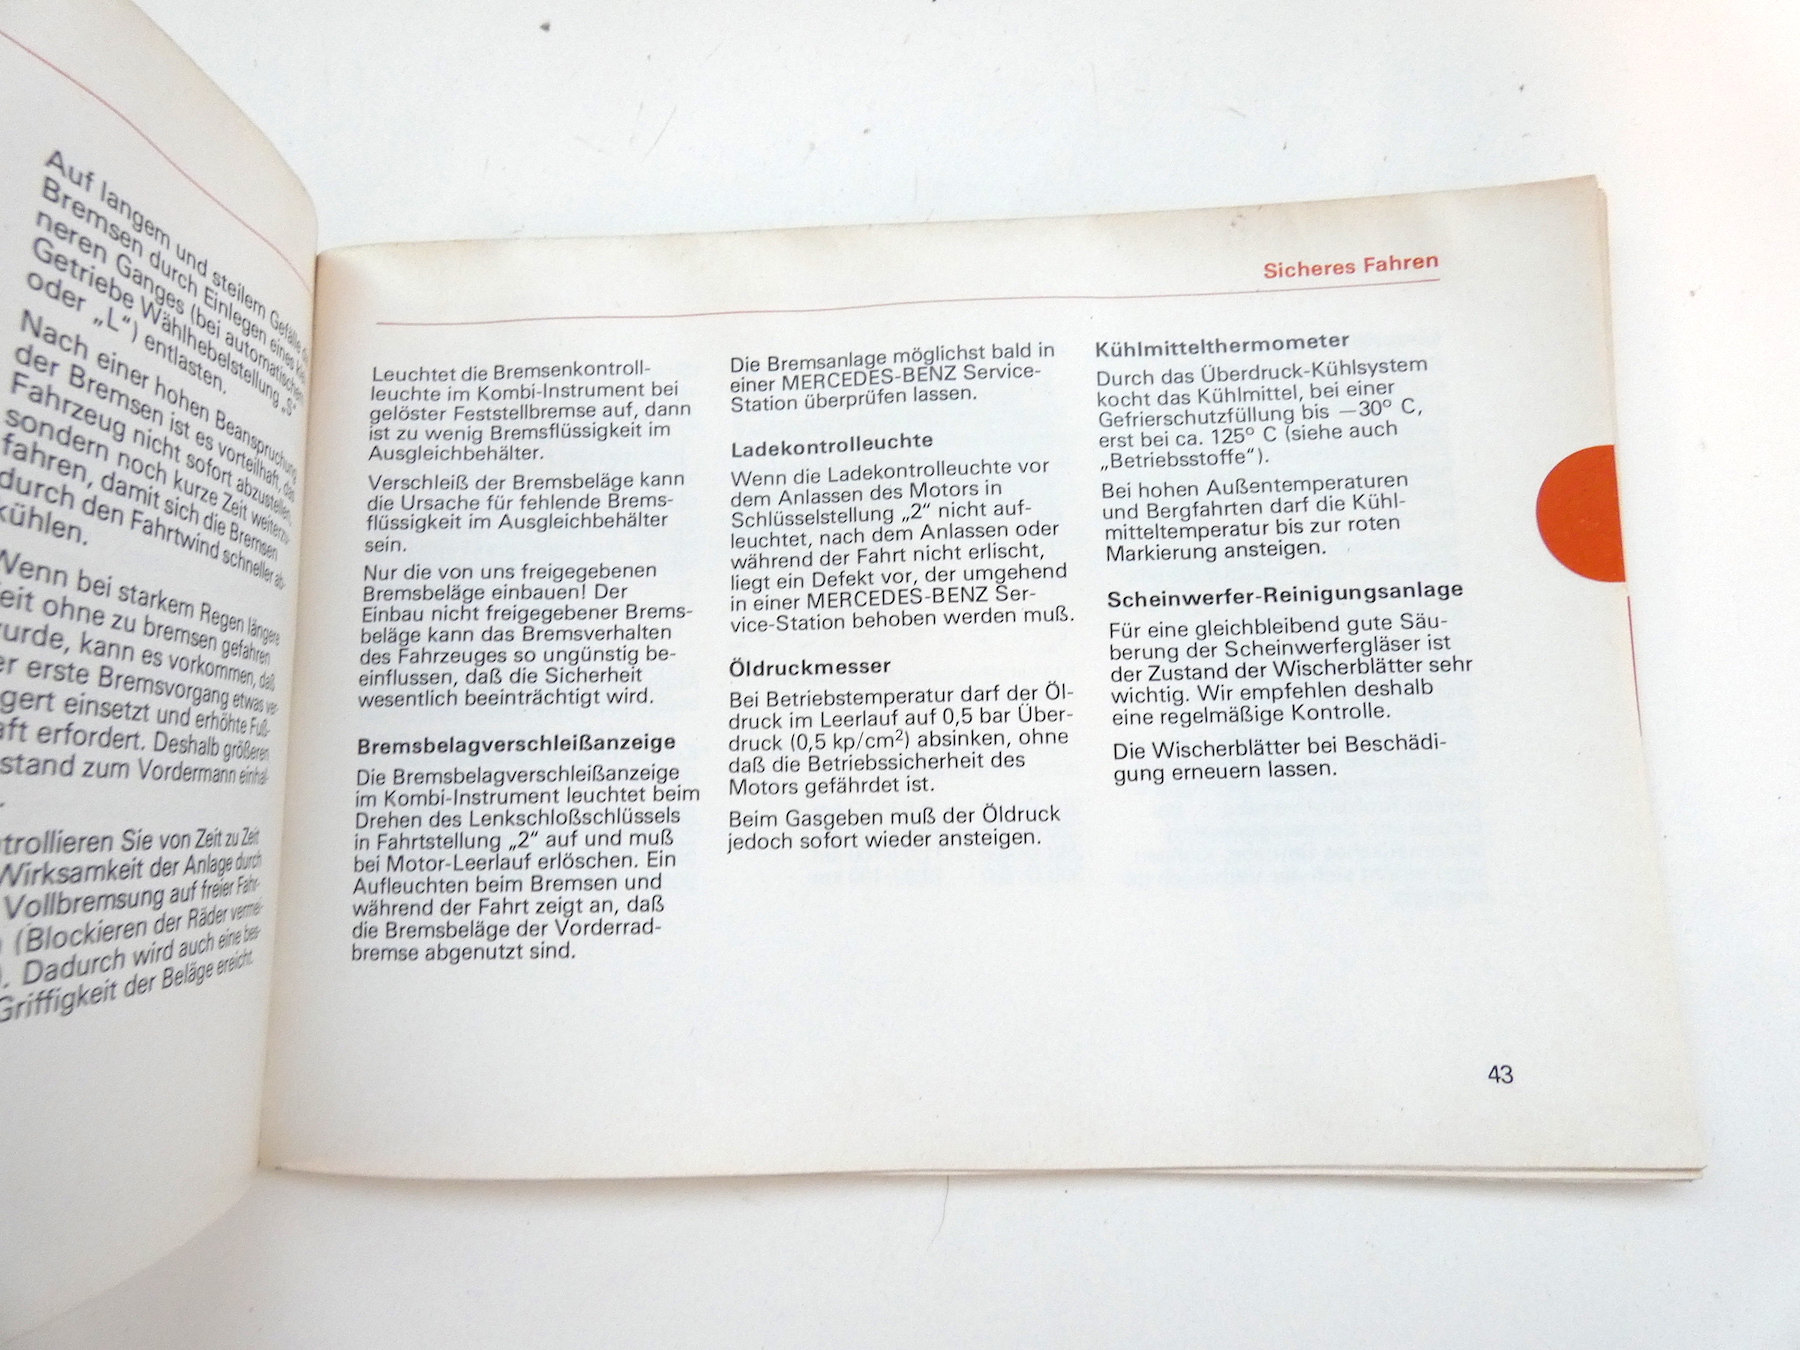 Auf langem und steilem Gefälle
Bremsen durch Einlegen eines klei-
neren Ganges (bei automatischem
Getriebe Wählhebelstellung „S“
oder „L“) entlasten.
Nach einer hohen Beanspruchung
der Bremsen ist es vorteilhaft, das
Fahrzeug nicht sofort abzustellen,
sondern noch kurze Zeit weiterzu-
fahren, damit sich die Bremsen
durch den Fahrtwind schneller ab-
kühlen.
Wenn bei starkem Regen längere
eit ohne zu bremsen gefahren
urde, kann es vorkommen, daß
er erste Bremsvorgang etwas ver-
gert einsetzt und erhöhte Fuß-
aft erfordert. Deshalb größeren
stand zum Vordermann einhal-
ntrollieren Sie von Zeit zu Zeit
Wirksamkeit der Anlage durch
Vollbremsung auf freier Fahr-
(Blockieren der Räder vermei-
). Dadurch wird auch eine bes-
Griffigkeit der Beläge ereicht.
Sicheres Fahren
Leuchtet die Bremsenkontroll-
leuchte im Kombi-Instrument bei
gelöster Feststellbremse auf, dann
ist zu wenig Bremsflüssigkeit im
Ausgleichbehälter.
Verschleiß der Bremsbeläge kann
die Ursache für fehlende Brems-
flüssigkeit im Ausgleichbehälter
sein.
Nur die von uns freigegebenen
Bremsbeläge einbauen! Der
Einbau nicht freigegebener Brems-
beläge kann das Bremsverhalten
des Fahrzeuges so ungünstig be-
einflussen, daß die Sicherheit
wesentlich beeinträchtigt wird.
Bremsbelagverschleißanzeige
Die Bremsbelagverschleißanzeige
im Kombi-Instrument leuchtet beim
Drehen des Lenkschloßschlüssels
in Fahrtstellung „2“ auf und muß
bei Motor-Leerlauf erlöschen. Ein
Aufleuchten beim Bremsen und
während der Fahrt zeigt an, daß
die Bremsbeläge der Vorderrad-
bremse abgenutzt sind.
Die Bremsanlage möglichst bald in
einer MERCEDES-BENZ Service-
Station überprüfen lassen.
Ladekontrolleuchte
Wenn die Ladekontrolleuchte vor
dem Anlassen des Motors in
Schlüsselstellung „2“ nicht auf-
leuchtet, nach dem Anlassen oder
während der Fahrt nicht erlischt,
liegt ein Defekt vor, der umgehend
in einer MERCEDES-BENZ Ser-
vice-Station behoben werden muß.
Öldruckmesser
Bei Betriebstemperatur darf der Öl-
druck im Leerlauf auf 0,5 bar Über-
druck (0,5 kp/cm²) absinken, ohne
daß die Betriebssicherheit des
Motors gefährdet ist.
Beim Gasgeben muß der Öldruck
jedoch sofort wieder ansteigen.
Kühlmittelthermometer
Durch das Überdruck-Kühlsystem
kocht das Kühlmittel, bei einer
Gefrierschutzfüllung bis —30° C,
erst bei ca. 125° C (siehe auch
„Betriebsstoffe“).
Bei hohen Außentemperaturen
und Bergfahrten darf die Kühl-
mitteltemperatur bis zur roten
Markierung ansteigen.
Scheinwerfer-Reinigungsanlage
Für eine gleichbleibend gute Säu-
berung der Scheinwerfergläser ist
der Zustand der Wischerblätter sehr
wichtig. Wir empfehlen deshalb
eine regelmäßige Kontrolle.
Die Wischerblätter bei Beschädi-
gung erneuern lassen.
43